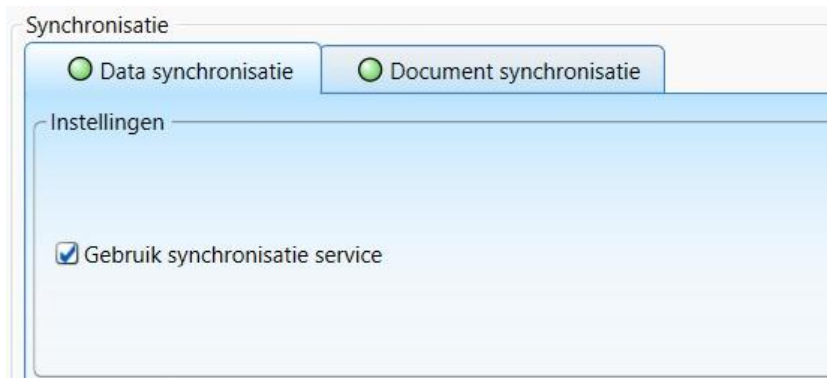 Synchronisatie
Data synchronisatie
Document synchronisatie
Instellingen
Gebruik synchronisatie service